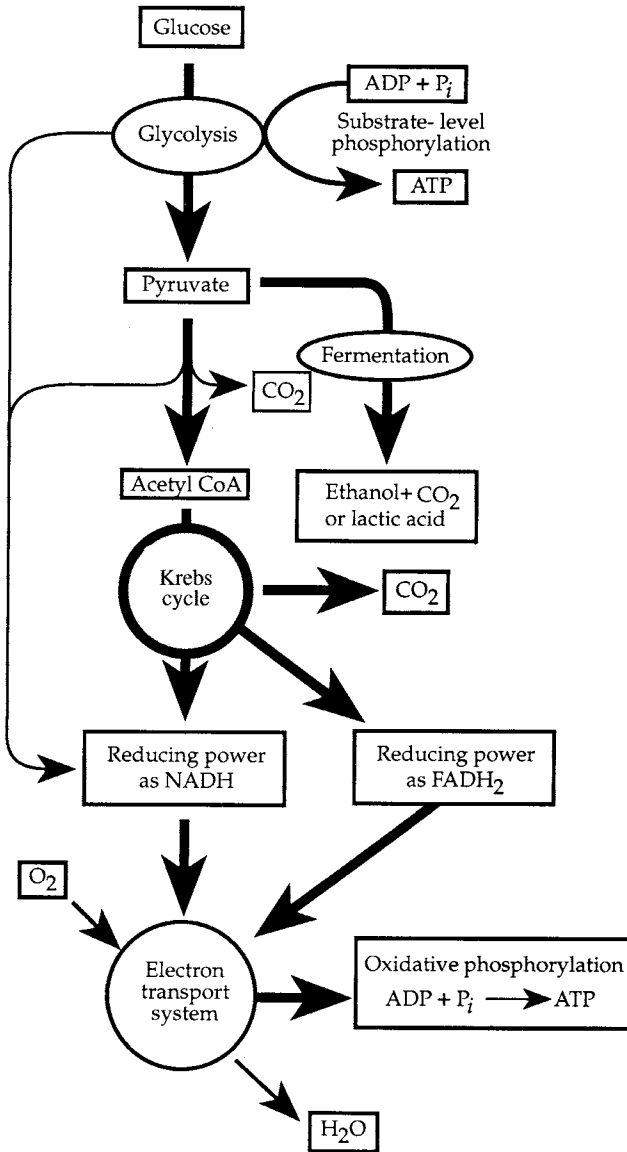 Glucose
ADP + Pi
Glycolysis
Substrate- level
phosphorylation
ATP
Pyruvate
Fermentation
CO2
Acetyl CoA
Ethanol+ CO2
or lactic acid
Krebs
cycle
CO2
Reducing power
as NADH
Reducing power
as FADH2
O2
Electron
transport
system
Oxidative phosphorylation
ADP + Pi → ATP
H2O